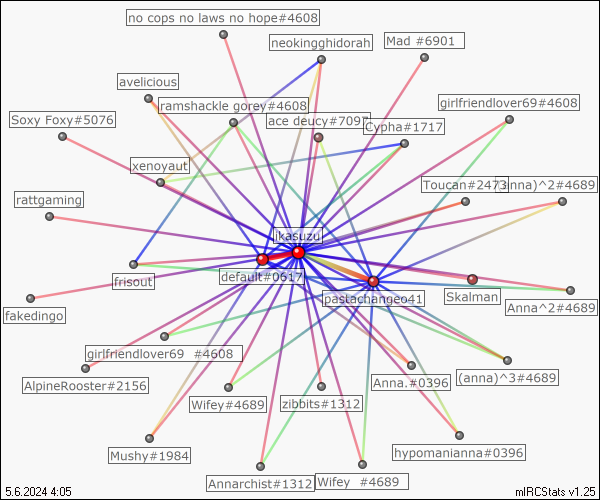 no cops no laws no hope#4608
neokingghidorah
Mad #6901
avelicious
ramshackle gorey#4608
girlfriendlover69#4608
Soxy Foxy#5076
ace deucy#7097
Cypha#1717
xenoyaut
Toucan#2473
nna)^2#4689
rattgaming
ikasuzu
frisout
default#0617
pastachangeo41
Skalman
Anna^2#4689
fakedingo
girlfriendlover69 #4608
AlpineRooster#2156
Anna.#0396
(anna)^3#4689
Wifey#4689
zibbits#1312
Mushy#1984
hypomanianna#0396
Annarchist#1312
Wifey #4689
5.6.2024 4:05
mIRCStats v1.25